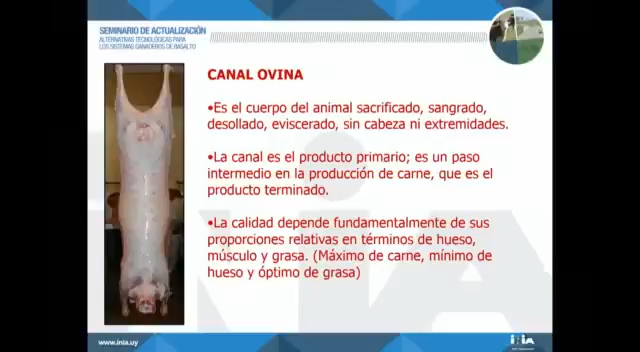 SEMINARIO DE ACTUALIZACIÓN
ALTERNATIVAS TECNOLÓGICAS PARA
LOS SISTEMAS GANADEROS DE BASALTO
CANAL OVINA
•Es el cuerpo del animal sacrificado, sangrado,
desollado, eviscerado, sin cabeza ni extremidades.
•La canal es el producto primario; es un paso
intermedio en la producción de carne, que es el
producto terminado.
•La calidad depende fundamentalmente de sus
proporciones relativas en términos de hueso,
músculo y grasa. (Máximo de carne, mínimo de
hueso y óptimo de grasa)
www.inia.uy